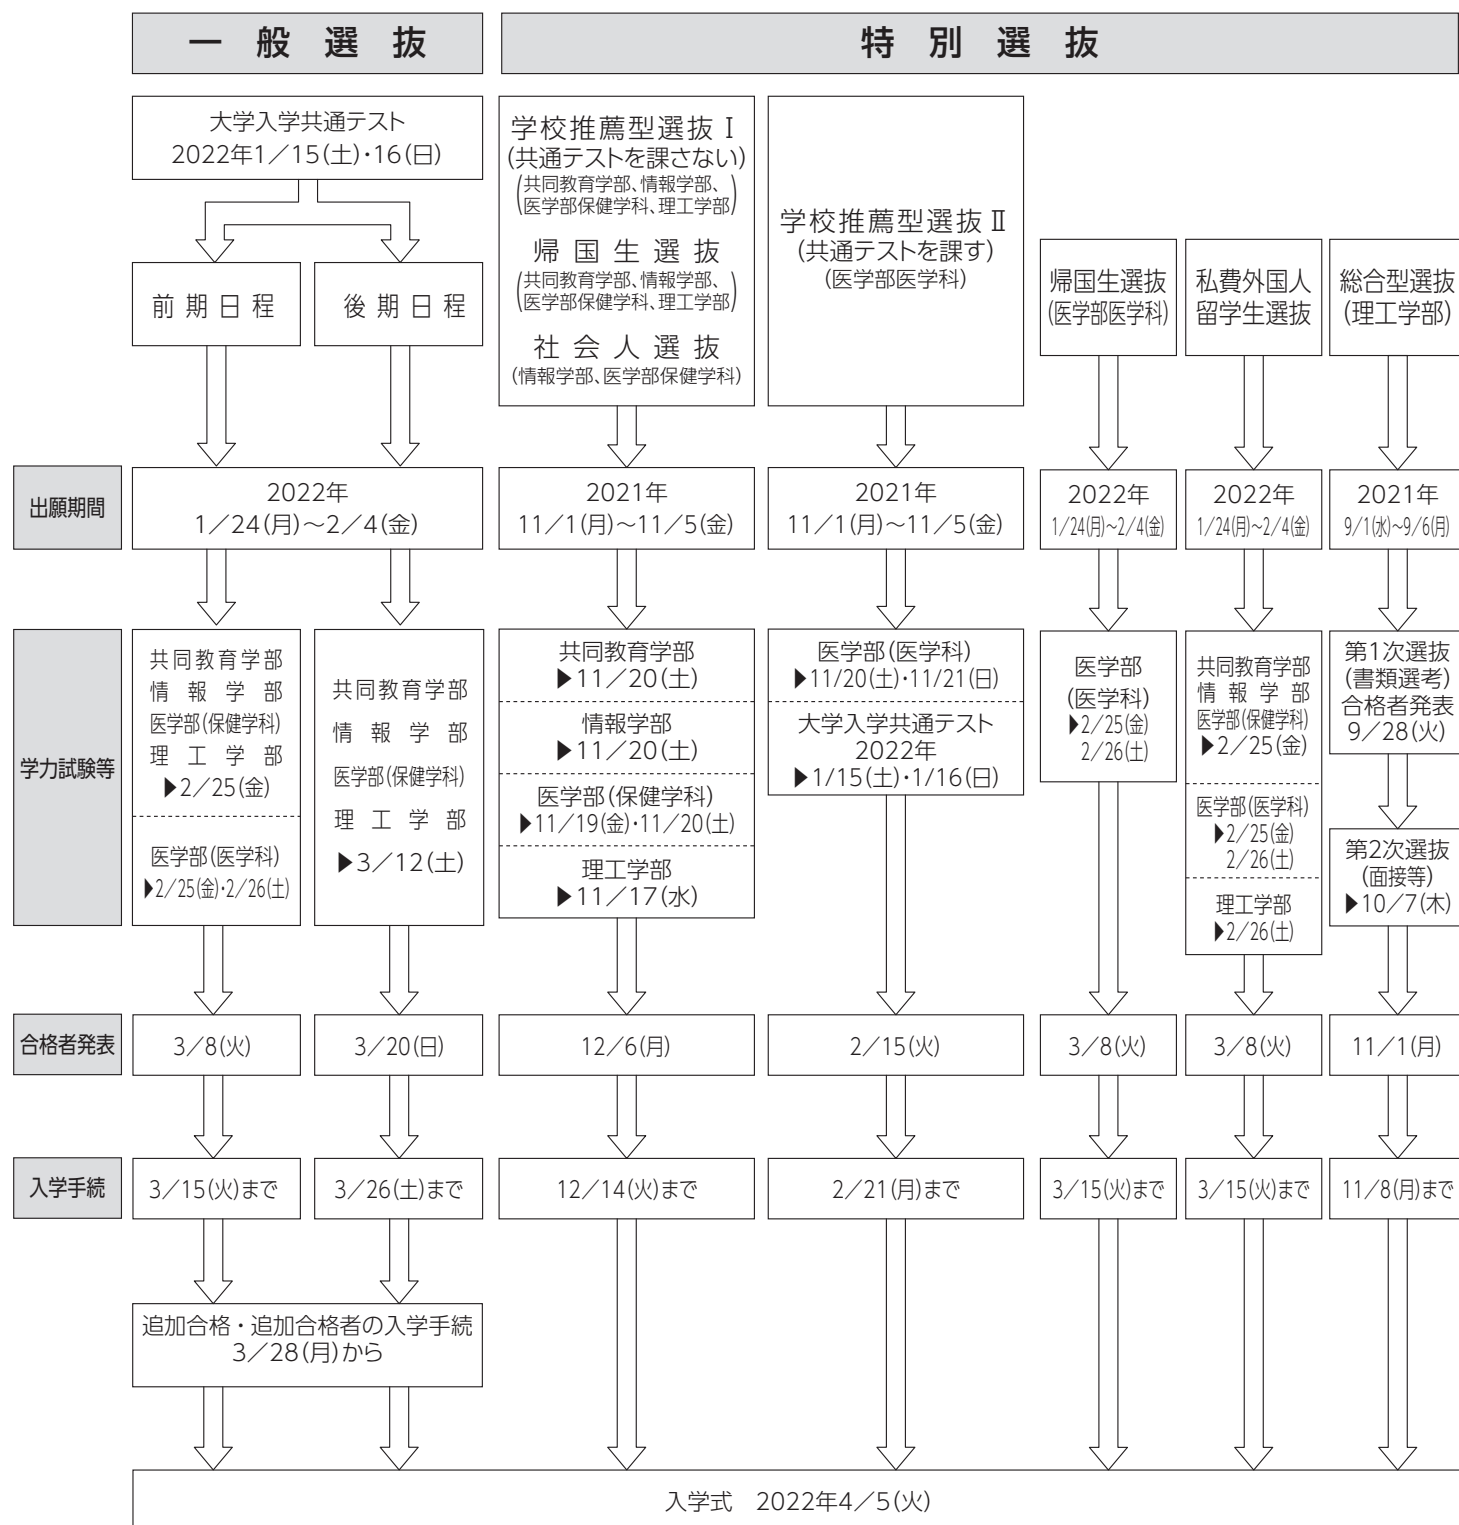 一般選抜
特別選抜
大学入学共通テスト
2022年1／15(土)・16(日)
前期日程
後期日程
学校推薦型選抜Ⅰ
(共通テストを課さない)
(共同教育学部、情報学部、
医学部保健学科、理工学部)
帰国生選抜
(共同教育学部、情報学部、
医学部保健学科、理工学部)
社会人選抜
(情報学部、医学部保健学科)
学校推薦型選抜Ⅱ
(共通テストを課す)
(医学部医学科)
帰国生選抜
(医学部医学科)
私費外国人
留学生選抜
総合型選抜
(理工学部)
出願期間
2022年
1／24(月)～2／4(金)
2021年
11／1(月)～11／5(金)
2021年
11／1(月)～11／5(金)
2022年
1／24(月)～2／4(金)
2022年
1／24(月)～2／4(金)
2021年
9／1(水)～9／6(月)
学力試験等
共同教育学部
情報学部
医学部(保健学科)
理工学部
▶2／25(金)
医学部(医学科)
▶2／25(金)・2／26(土)
共同教育学部
情報学部
医学部(保健学科)
理工学部
▶3／12(土)
共同教育学部
▶11／20(土)
情報学部
▶11／20(土)
医学部(保健学科)
▶11／19(金)・11／20(土)
理工学部
▶11／17(水)
医学部(医学科)
▶11/20(土)・11/21(日)
大学入学共通テスト
2022年
▶1/15(土)・1/16(日)
医学部
(医学科)
▶2／25(金)
2／26(土)
共同教育学部
情報学部
医学部(保健学科)
▶2／25(金)
医学部(医学科)
▶2／25(金)
2／26(土)
理工学部
▶2／26(土)
第1次選抜
(書類選考)
合格者発表
9／28(火)
第2次選抜
(面接等)
▶10／7(木)
合格者発表
3／8(火)
3／20(日)
12／6(月)
2／15(火)
3／8(火)
3／8(火)
11／1(月)
入学手続
3／15(火)まで
3／26(土)まで
12／14(火)まで
2／21(月)まで
3／15(火)まで
3／15(火)まで
11／8(月)まで
追加合格・追加合格者の入学手続
3／28(月)から
入学式　2022年4／5(火)